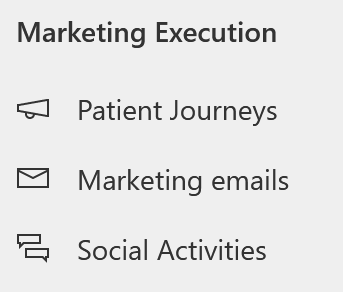 Marketing Execution
Patient Journeys
Marketing emails
Social Activities